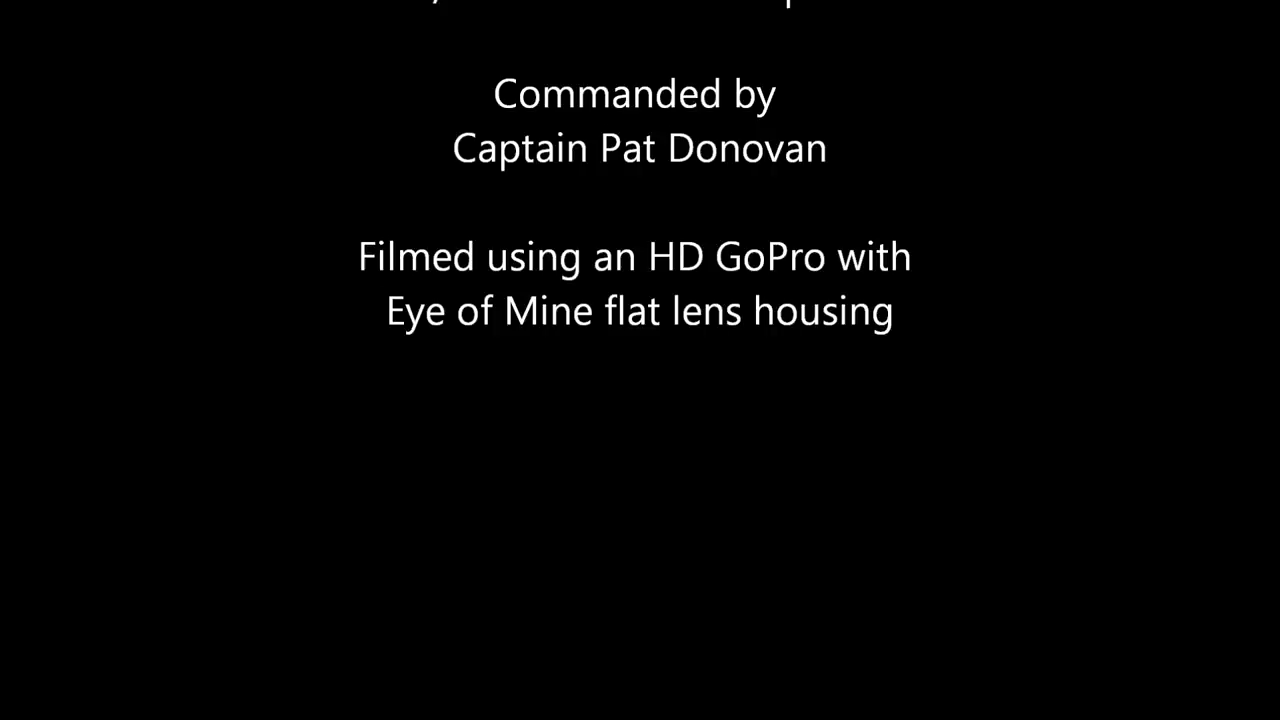 Commanded by
Captain Pat Donovan
Filmed using an HD GoPro with
Eye of Mine flat lens housing